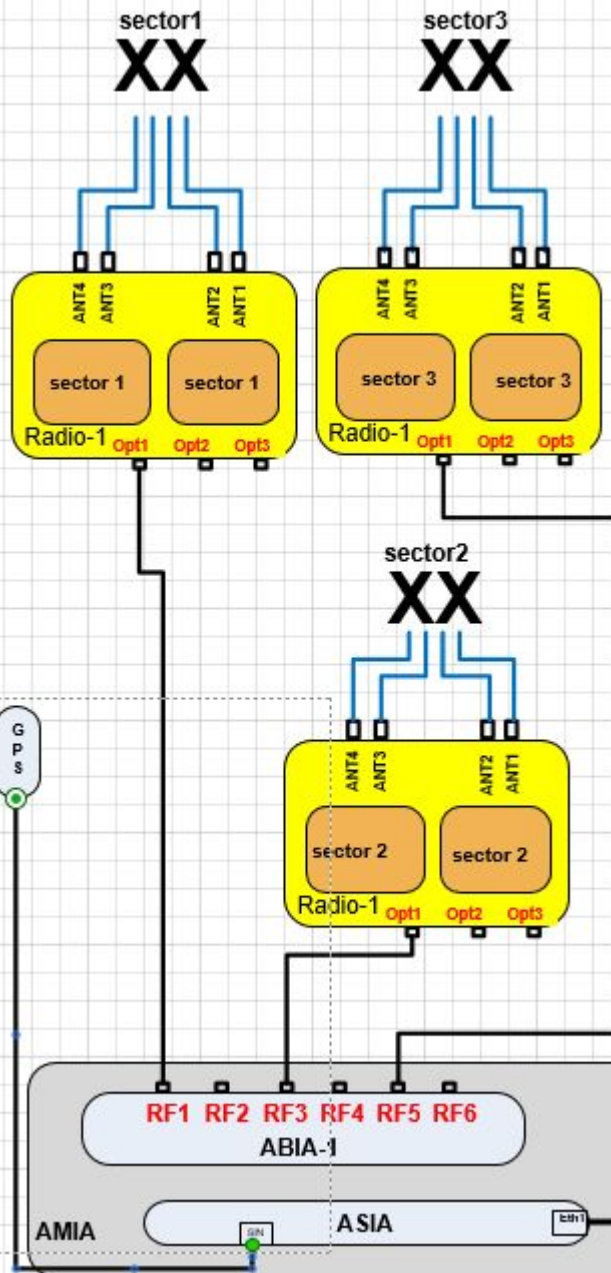 sector1
XX
sector3
XX
ANT4 ANT3 ANT2 ANT1
ANT4 ANT3 ANT2 ANT1
sector 1 sector 1
sector 3 sector 3
Radio-1 Opt1 Opt2 Opt3
Radio-1 Opt1 Opt2 Opt3
sector2
XX
GPS
ANT4 ANT3 ANT2 ANT1
sector 2 sector 2
Radio-1 Opt1 Opt2 Opt3
RF1 RF2 RF3 RF4 RF5 RF6
ABIA-1
ASIA
SIN
Eth1
AMIA